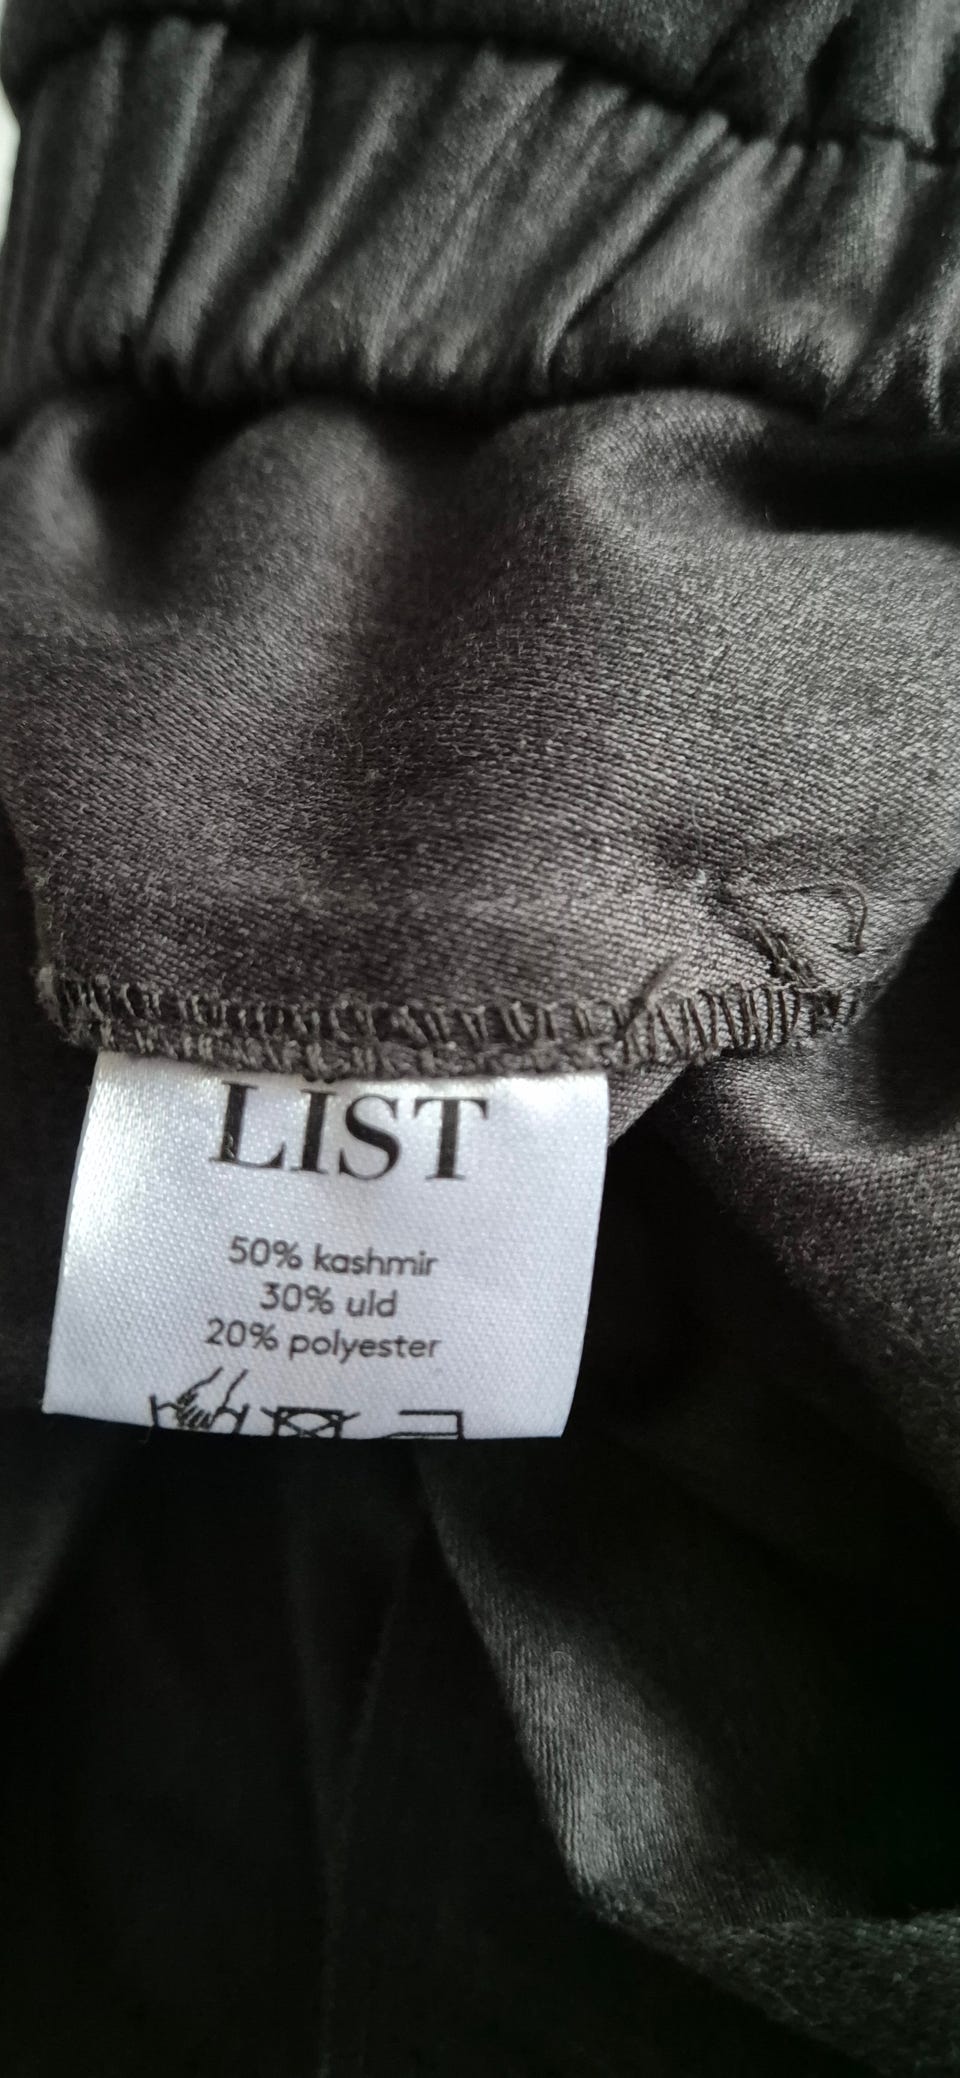 LIST
50% kashmir
30% uld
20% polyester